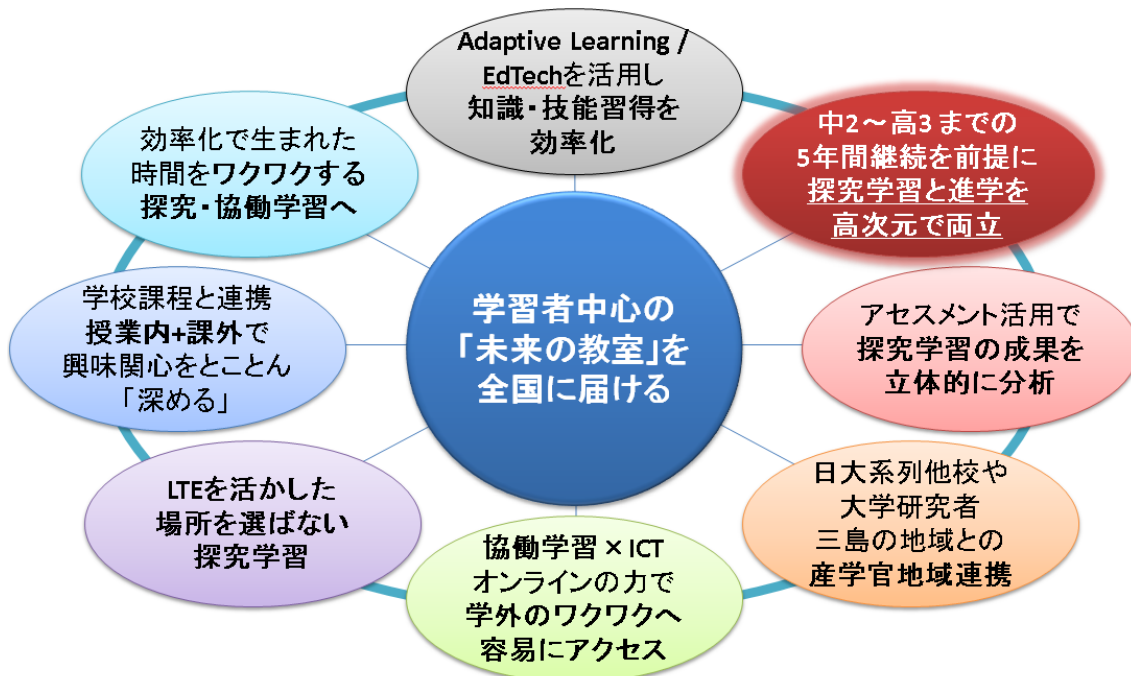 Adaptive Learning /
EdTechを活用し
知識・技能習得を
効率化
中2～高3までの
5年間継続を前提に
探究学習と進学を
高次元で両立
アセスメント活用で
探究学習の成果を
立体的に分析
日大系列他校や
大学研究者
三島の地域との
産学官地域連携
協働学習×ICT
オンラインの力で
学外のワクワクへ
容易にアクセス
LTEを活かした
場所を選ばない
探究学習
学校課程と連携
授業内+課外で
興味関心をとことん
「深める」
効率化で生まれた
時間をワクワクする
探究・協働学習へ
学習者中心の
「未来の教室」を
全国に届ける